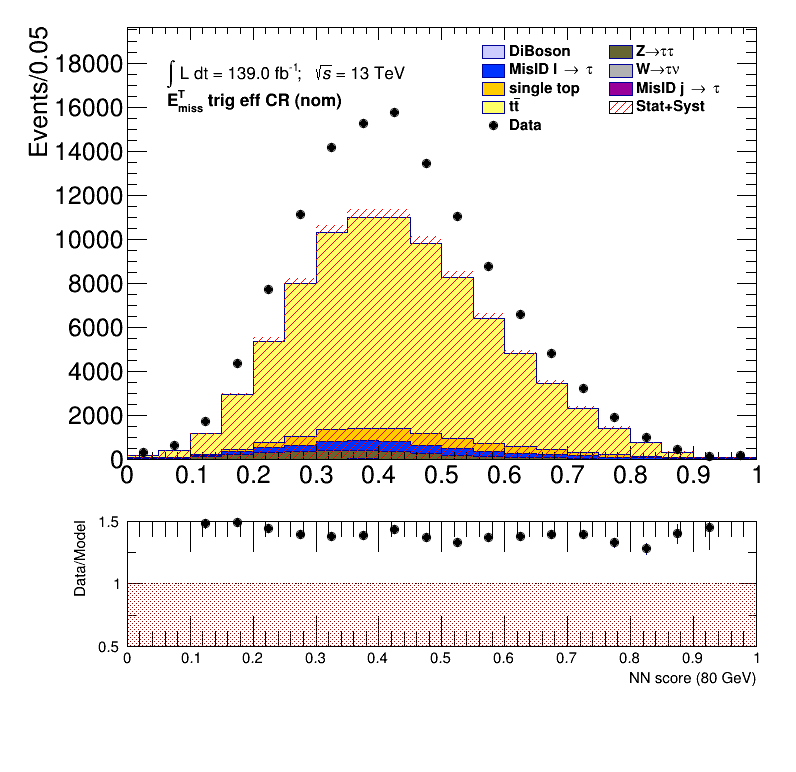 Events/0.05
18000
16000
14000
12000
10000
8000
6000
4000
2000
0
∫ L dt = 139.0 fb⁻¹; √s = 13 TeV
E^T_miss trig eff CR (nom)
DiBoson
MisID l → τ
single top
tt̄
Data
Z→ττ
W→τν
MisID j → τ
Stat+Syst
0 0.1 0.2 0.3 0.4 0.5 0.6 0.7 0.8 0.9 1
Data/Model
1.5
1
0.5
0 0.1 0.2 0.3 0.4 0.5 0.6 0.7 0.8 0.9 1
NN score (80 GeV)